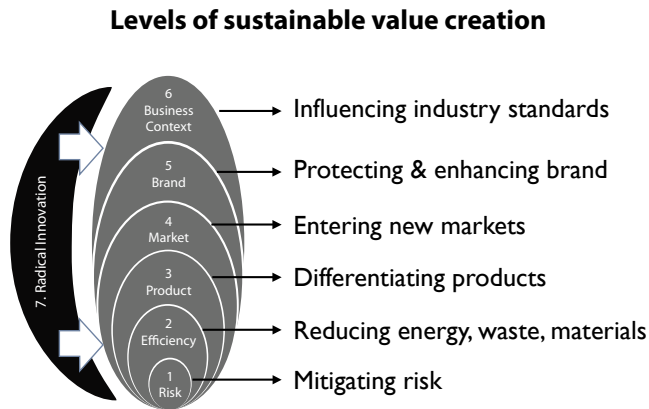 Levels of sustainable value creation
7. Radical Innovation
6
Business
Context
Influencing industry standards
5
Brand
Protecting & enhancing brand
4
Market
Entering new markets
3
Product
Differentiating products
2
Efficiency
Reducing energy, waste, materials
1
Risk
Mitigating risk